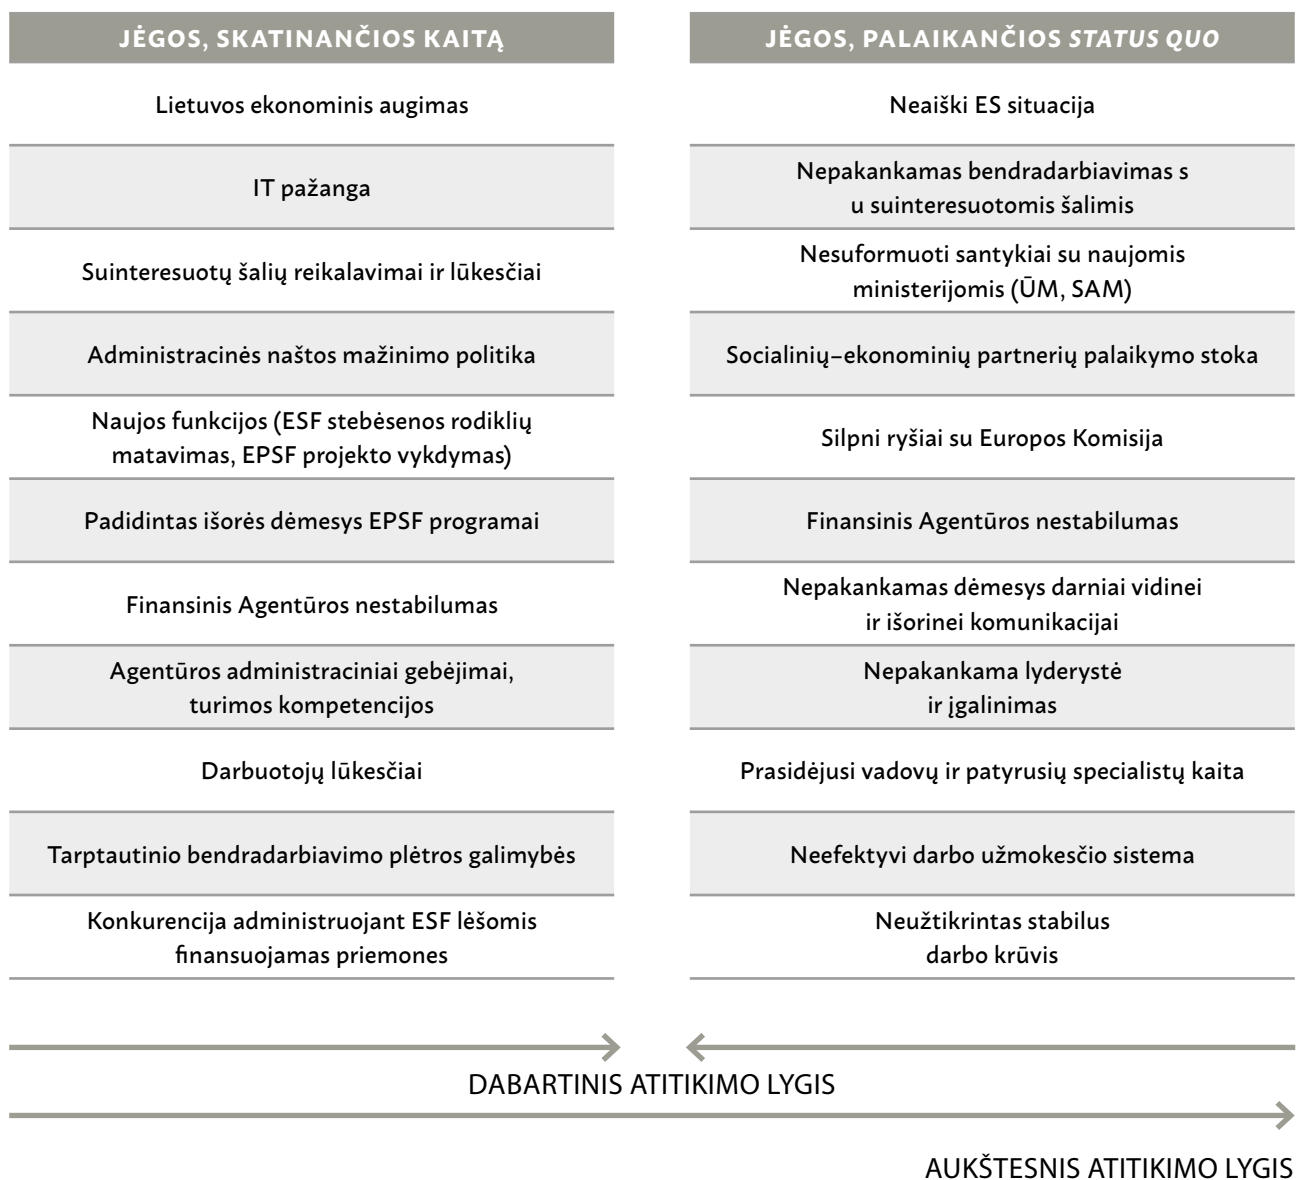 JĖGOS, SKATINANČIOS KAITĄ
Lietuvos ekonominis augimas
IT pažanga
Suinteresuotų šalių reikalavimai ir lūkesčiai
Administracinės naštos mažinimo politika
Naujos funkcijos (ESF stebėsenos rodiklių
matavimas, EPSF projekto vykdymas)
Padidintas išorės dėmesys EPSF programai
Finansinis Agentūros nestabilumas
Agentūros administraciniai gebėjimai,
turimos kompetencijos
Darbuotojų lūkesčiai
Tarptautinio bendradarbiavimo plėtros galimybės
Konkurencija administruojant ESF lėšomis
finansuojamas priemones
JĖGOS, PALAIKANČIOS STATUS QUO
Neaiški ES situacija
Nepakankamas bendradarbiavimas s
u suinteresuotomis šalimis
Nesuformuoti santykiai su naujomis
ministerijomis (ŪM, SAM)
Socialinių–ekonominių partnerių palaikymo stoka
Silpni ryšiai su Europos Komisija
Finansinis Agentūros nestabilumas
Nepakankamas dėmesys darniai vidinei
ir išorinei komunikacijai
Nepakankama lyderystė
ir įgalinimas
Prasidėjusi vadovų ir patyrusių specialistų kaita
Neefektyvi darbo užmokesčio sistema
Neužtikrintas stabilus
darbo krūvis
DABARTINIS ATITIKIMO LYGIS
AUKŠTESNIS ATITIKIMO LYGIS